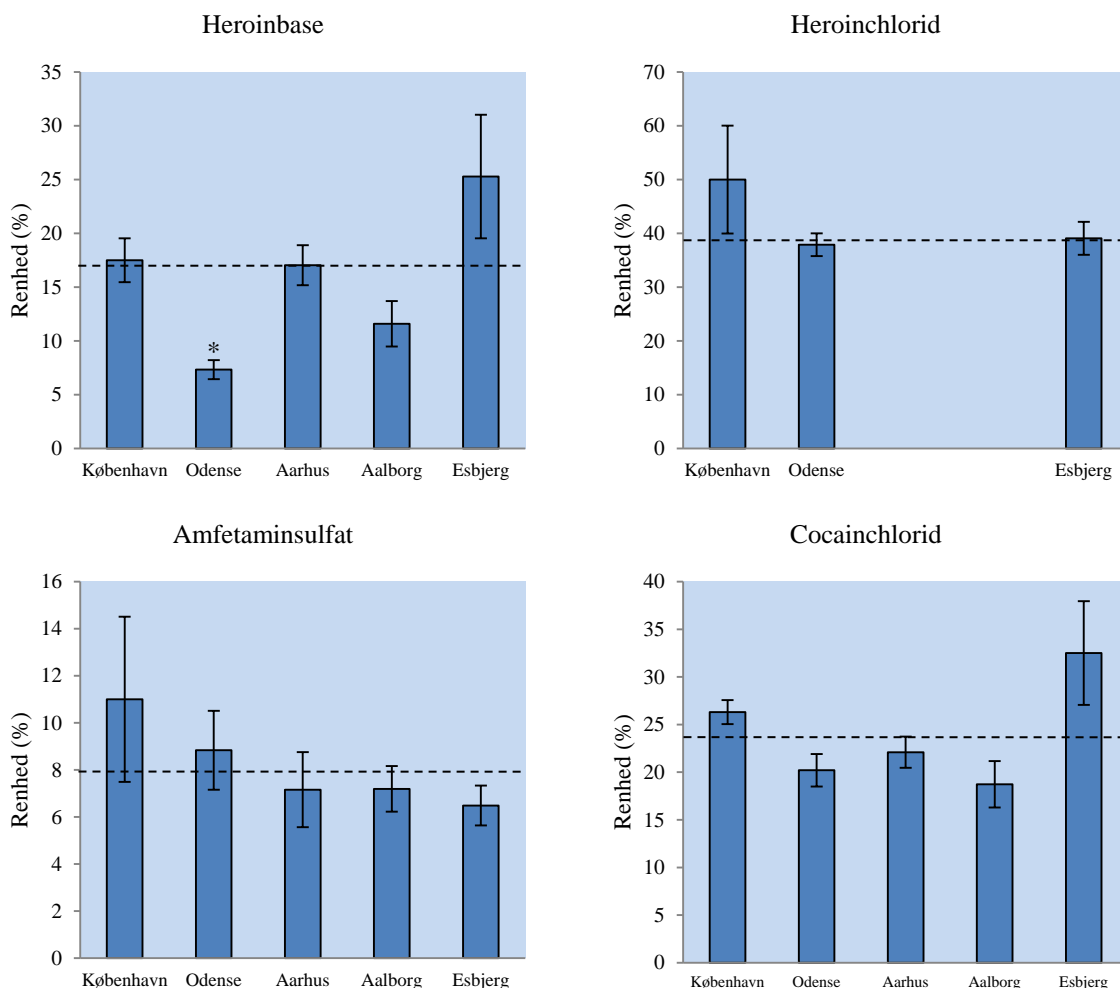 Heroinbase
35
30
25
20
15
10
5
0
Renhed (%)
*
København Odense Aarhus Aalborg Esbjerg
Heroinchlorid
70
60
50
40
30
20
10
0
Renhed (%)
København Odense Esbjerg
Amfetaminsulfat
16
14
12
10
8
6
4
2
0
Renhed (%)
København Odense Aarhus Aalborg Esbjerg
Cocainchlorid
40
35
30
25
20
15
10
5
0
Renhed (%)
København Odense Aarhus Aalborg Esbjerg